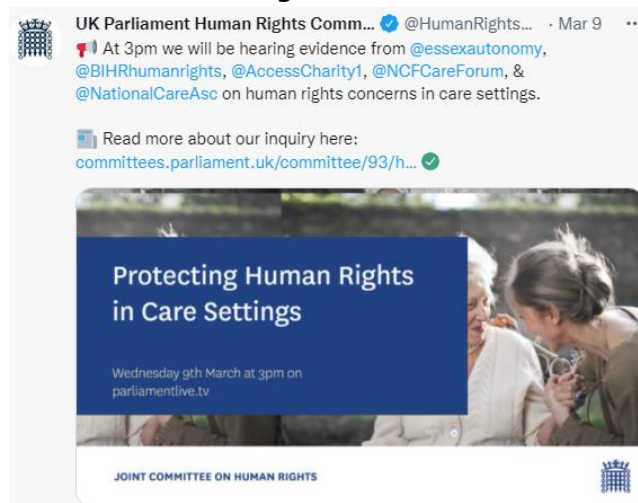 UK Parliament Human Rights Comm... @HumanRights... · Mar 9 ...
At 3pm we will be hearing evidence from @essexautonomy,
@BIHRhumanrights, @AccessCharity1, @NCFCareForum, &
@NationalCareAsc on human rights concerns in care settings.
Read more about our inquiry here:
committees.parliament.uk/committee/93/h...
Protecting Human Rights
in Care Settings
Wednesday 9th March at 3pm on
parliamentlive.tv
JOINT COMMITTEE ON HUMAN RIGHTS